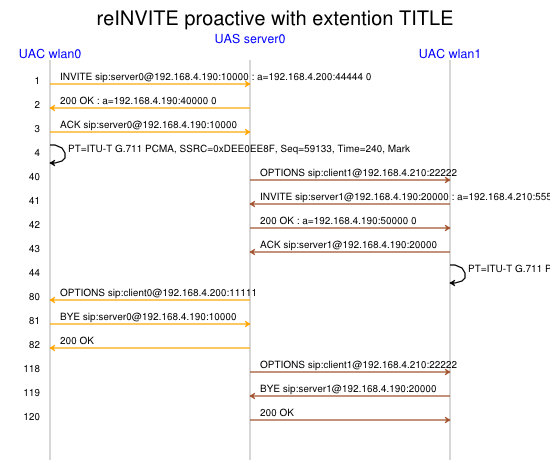 reINVITE proactive with extention TITLE
UAS server0
UAC wlan0
UAC wlan1
1 INVITE sip:server0@192.168.4.190:10000 : a=192.168.4.200:44444 0
2 200 OK : a=192.168.4.190:40000 0
3 ACK sip:server0@192.168.4.190:10000
4 PT=ITU-T G.711 PCMA, SSRC=0xDEE0EE8F, Seq=59133, Time=240, Mark
40 OPTIONS sip:client1@192.168.4.210:22222
41 INVITE sip:server1@192.168.4.190:20000 : a=192.168.4.210:555
42 200 OK : a=192.168.4.190:50000 0
43 ACK sip:server1@192.168.4.190:20000
44 PT=ITU-T G.711 P
80 OPTIONS sip:client0@192.168.4.200:11111
81 BYE sip:server0@192.168.4.190:10000
82 200 OK
118 OPTIONS sip:client1@192.168.4.210:22222
119 BYE sip:server1@192.168.4.190:20000
120 200 OK